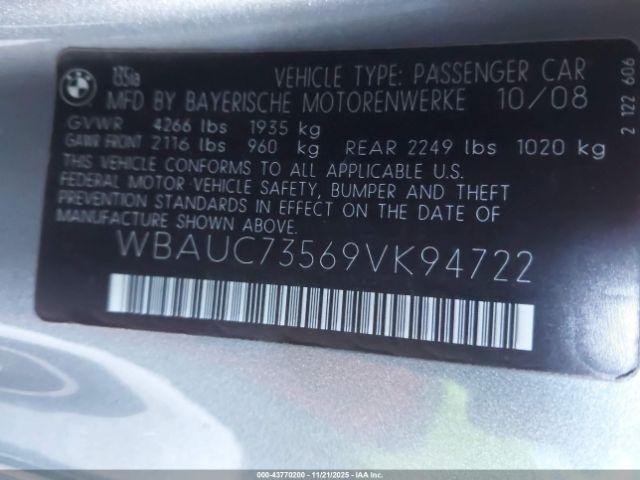 BMW
135ia
VEHICLE TYPE: PASSENGER CAR
MFD BY BAYERISCHE MOTORENWERKE 10/08
GVWR 4266 lbs 1935 kg
GAWR FRONT 2116 lbs 960 kg REAR 2249 lbs 1020 kg
THIS VEHICLE CONFORMS TO ALL APPLICABLE U.S.
FEDERAL MOTOR VEHICLE SAFETY, BUMPER AND THEFT
PREVENTION STANDARDS IN EFFECT ON THE DATE OF
MANUFACTURE SHOWN ABOVE.
WBAUC73569VK94722
2 122 606
000-43770200 - 11/21/2025 - IAA Inc.